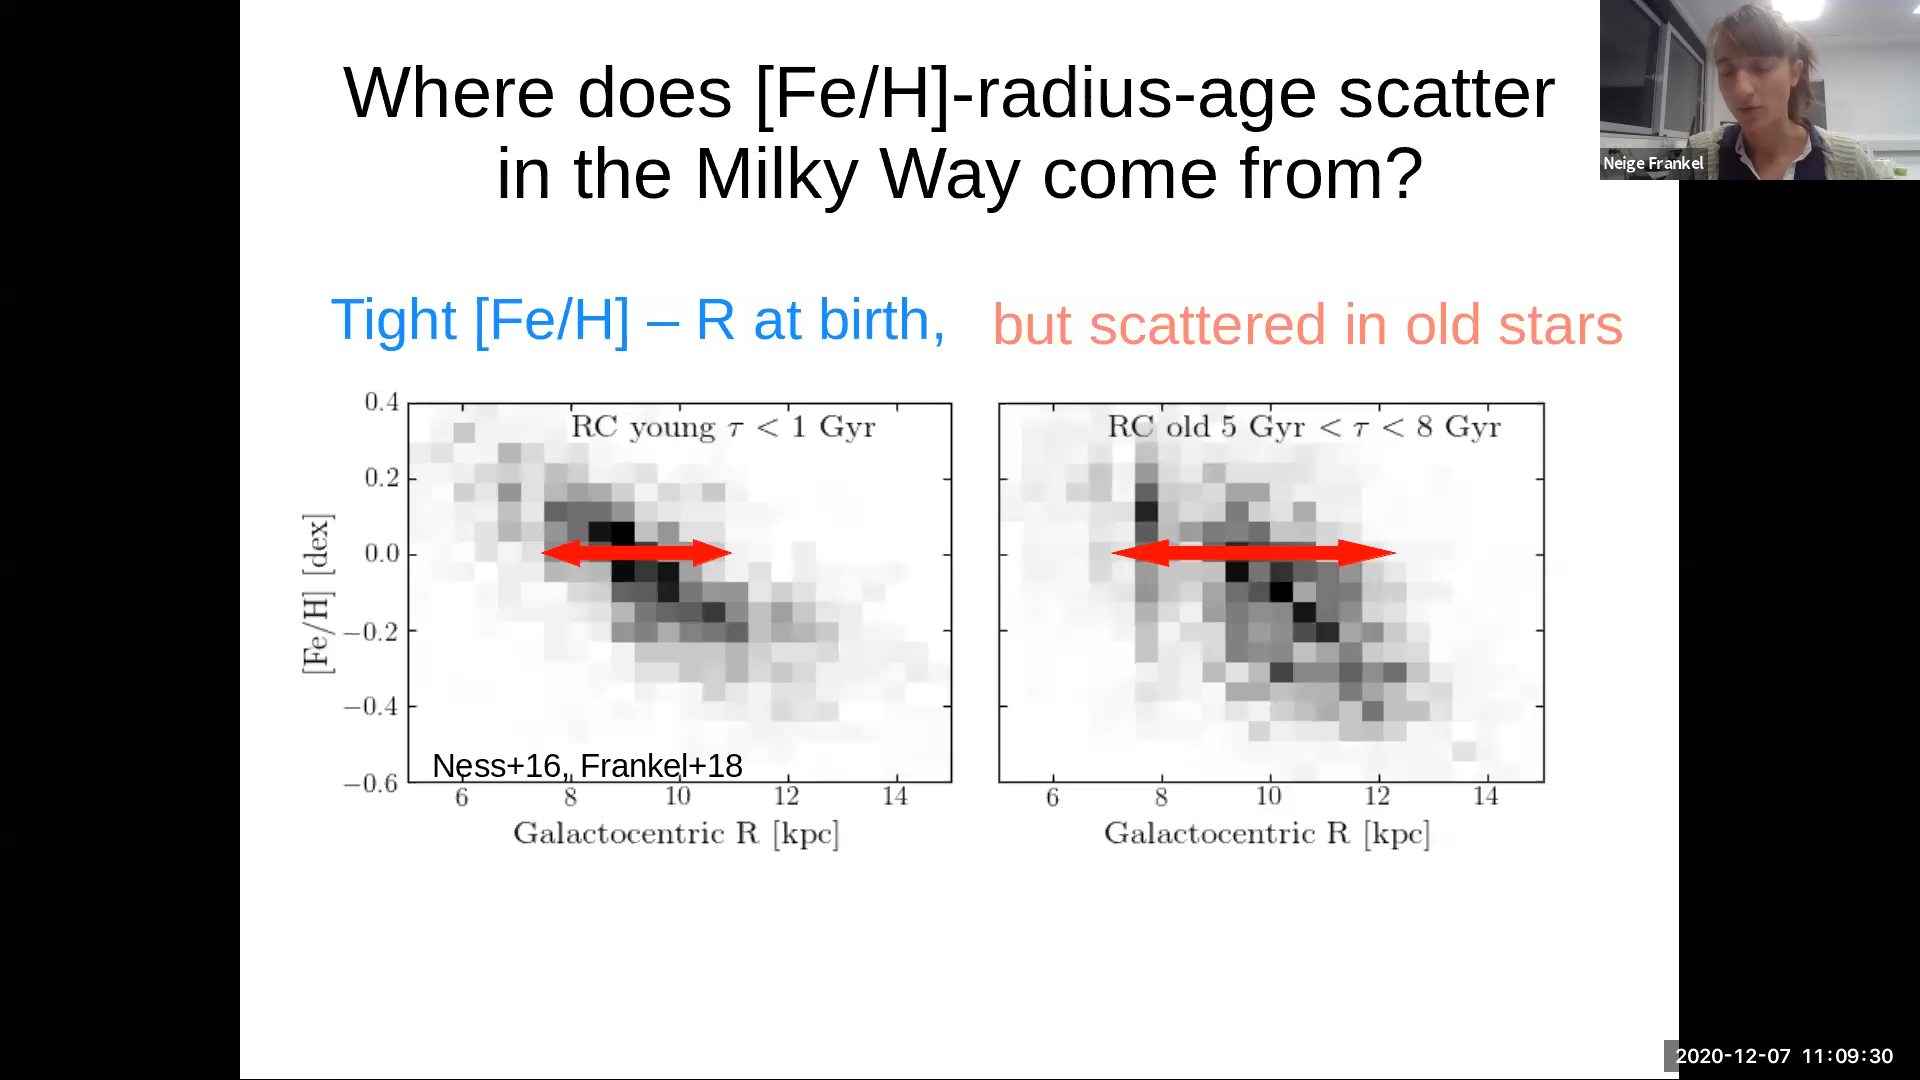 Where does [Fe/H]-radius-age scatter
in the Milky Way come from?
Neige Frankel
Tight [Fe/H] – R at birth,
but scattered in old stars
RC young τ < 1 Gyr
RC old 5 Gyr < τ < 8 Gyr
0.4
0.2
0.0
−0.2
−0.4
−0.6
[Fe/H] [dex]
Ness+16, Frankel+18
6 8 10 12 14
6 8 10 12 14
Galactocentric R [kpc]
Galactocentric R [kpc]
2020-12-07 11:09:30